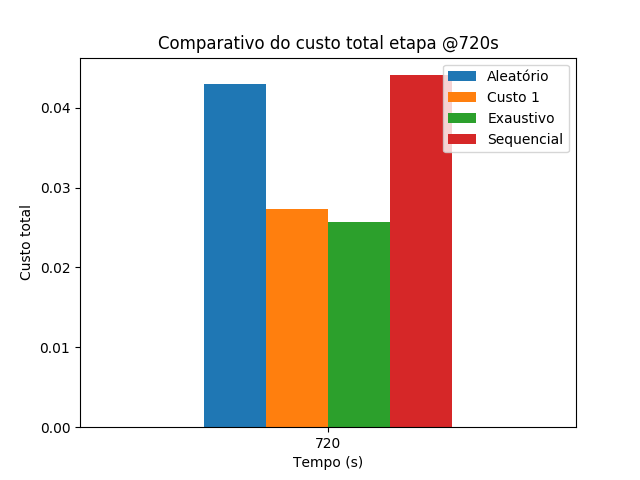 Comparativo do custo total etapa @720s
Aleatório
Custo 1
Exaustivo
Sequencial
Custo total
0.04
0.03
0.02
0.01
0.00
720
Tempo (s)